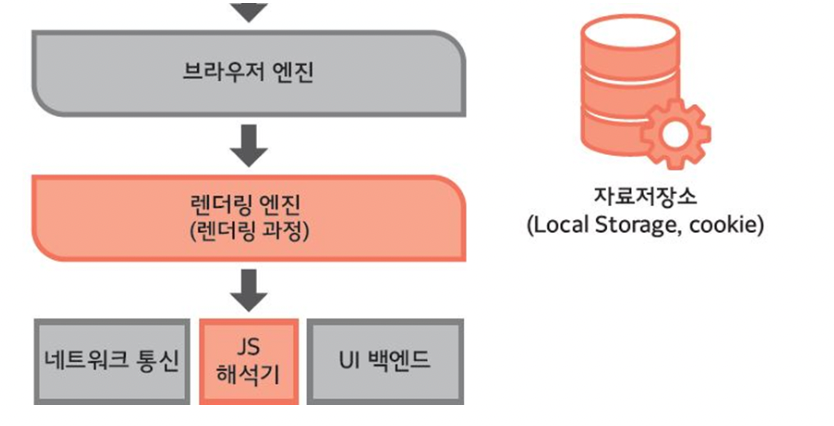 브라우저 엔진
렌더링 엔진
(렌더링 과정)
네트워크 통신
JS
해석기
UI 백엔드
자료저장소
(Local Storage, cookie)